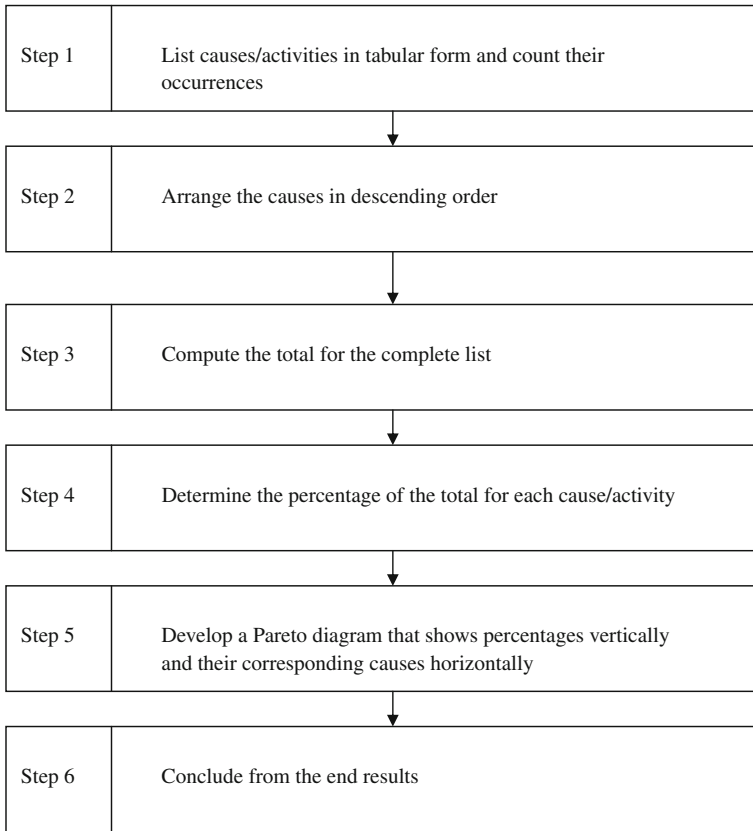 Step 1
List causes/activities in tabular form and count their
occurrences
Step 2
Arrange the causes in descending order
Step 3
Compute the total for the complete list
Step 4
Determine the percentage of the total for each cause/activity
Step 5
Develop a Pareto diagram that shows percentages vertically
and their corresponding causes horizontally
Step 6
Conclude from the end results